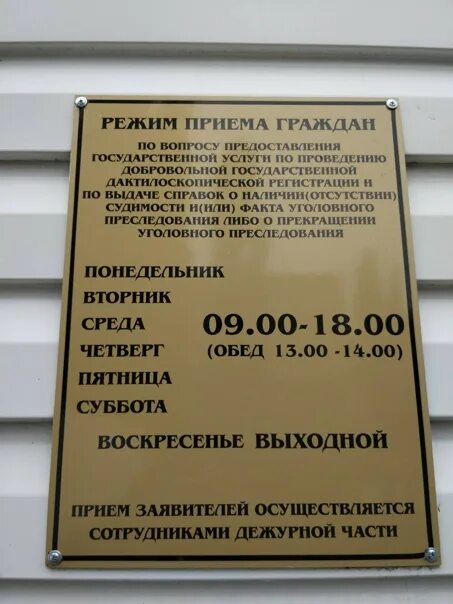 РЕЖИМ ПРИЕМА ГРАЖДАН
ПО ВОПРОСУ ПРЕДОСТАВЛЕНИЯ
ГОСУДАРСТВЕННОЙ УСЛУГИ ПО ПРОВЕДЕНИЮ
ДОБРОВОЛЬНОЙ ГОСУДАРСТВЕННОЙ
ДАКТИЛОСКОПИЧЕСКОЙ РЕГИСТРАЦИИ И
ПО ВЫДАЧЕ СПРАВОК О НАЛИЧИИ(ОТСУТСТВИИ)
СУДИМОСТИ И(ИЛИ) ФАКТА УГОЛОВНОГО
ПРЕСЛЕДОВАНИЯ ЛИБО О ПРЕКРАЩЕНИИ
УГОЛОВНОГО ПРЕСЛЕДОВАНИЯ
ПОНЕДЕЛЬНИК
ВТОРНИК
СРЕДА 09.00-18.00
ЧЕТВЕРГ (ОБЕД 13.00 -14.00)
ПЯТНИЦА
СУББОТА
ВОСКРЕСЕНЬЕ ВЫХОДНОЙ
ПРИЕМ ЗАЯВИТЕЛЕЙ ОСУЩЕСТВЛЯЕТСЯ
СОТРУДНИКАМИ ДЕЖУРНОЙ ЧАСТИ